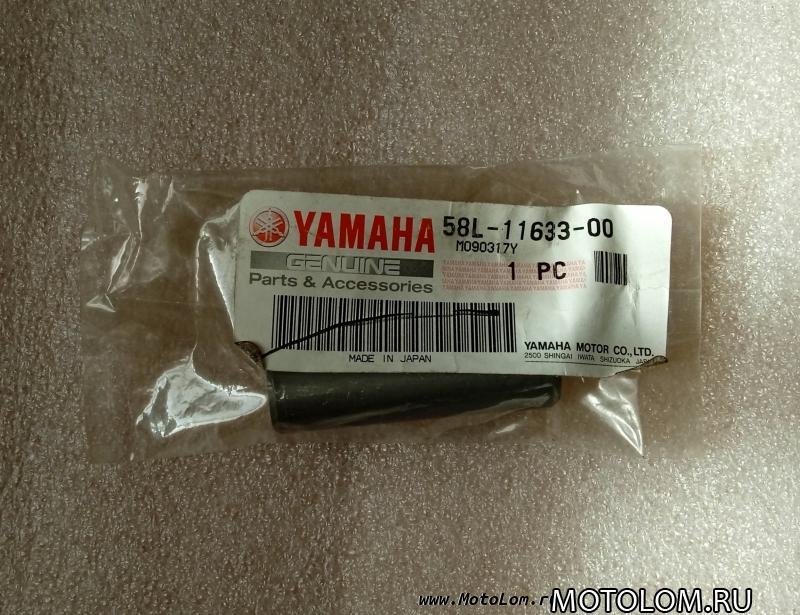 YAMAHA
58L-11633-00
M090317Y
GENUINE
1 PC
Parts & Accessories
MADE IN JAPAN
YAMAHA MOTOR CO.,LTD.
2500 SHINGAI IWATA SHIZUOKA JAPAN
www.MotoLom.r
MOTOLOM.RU